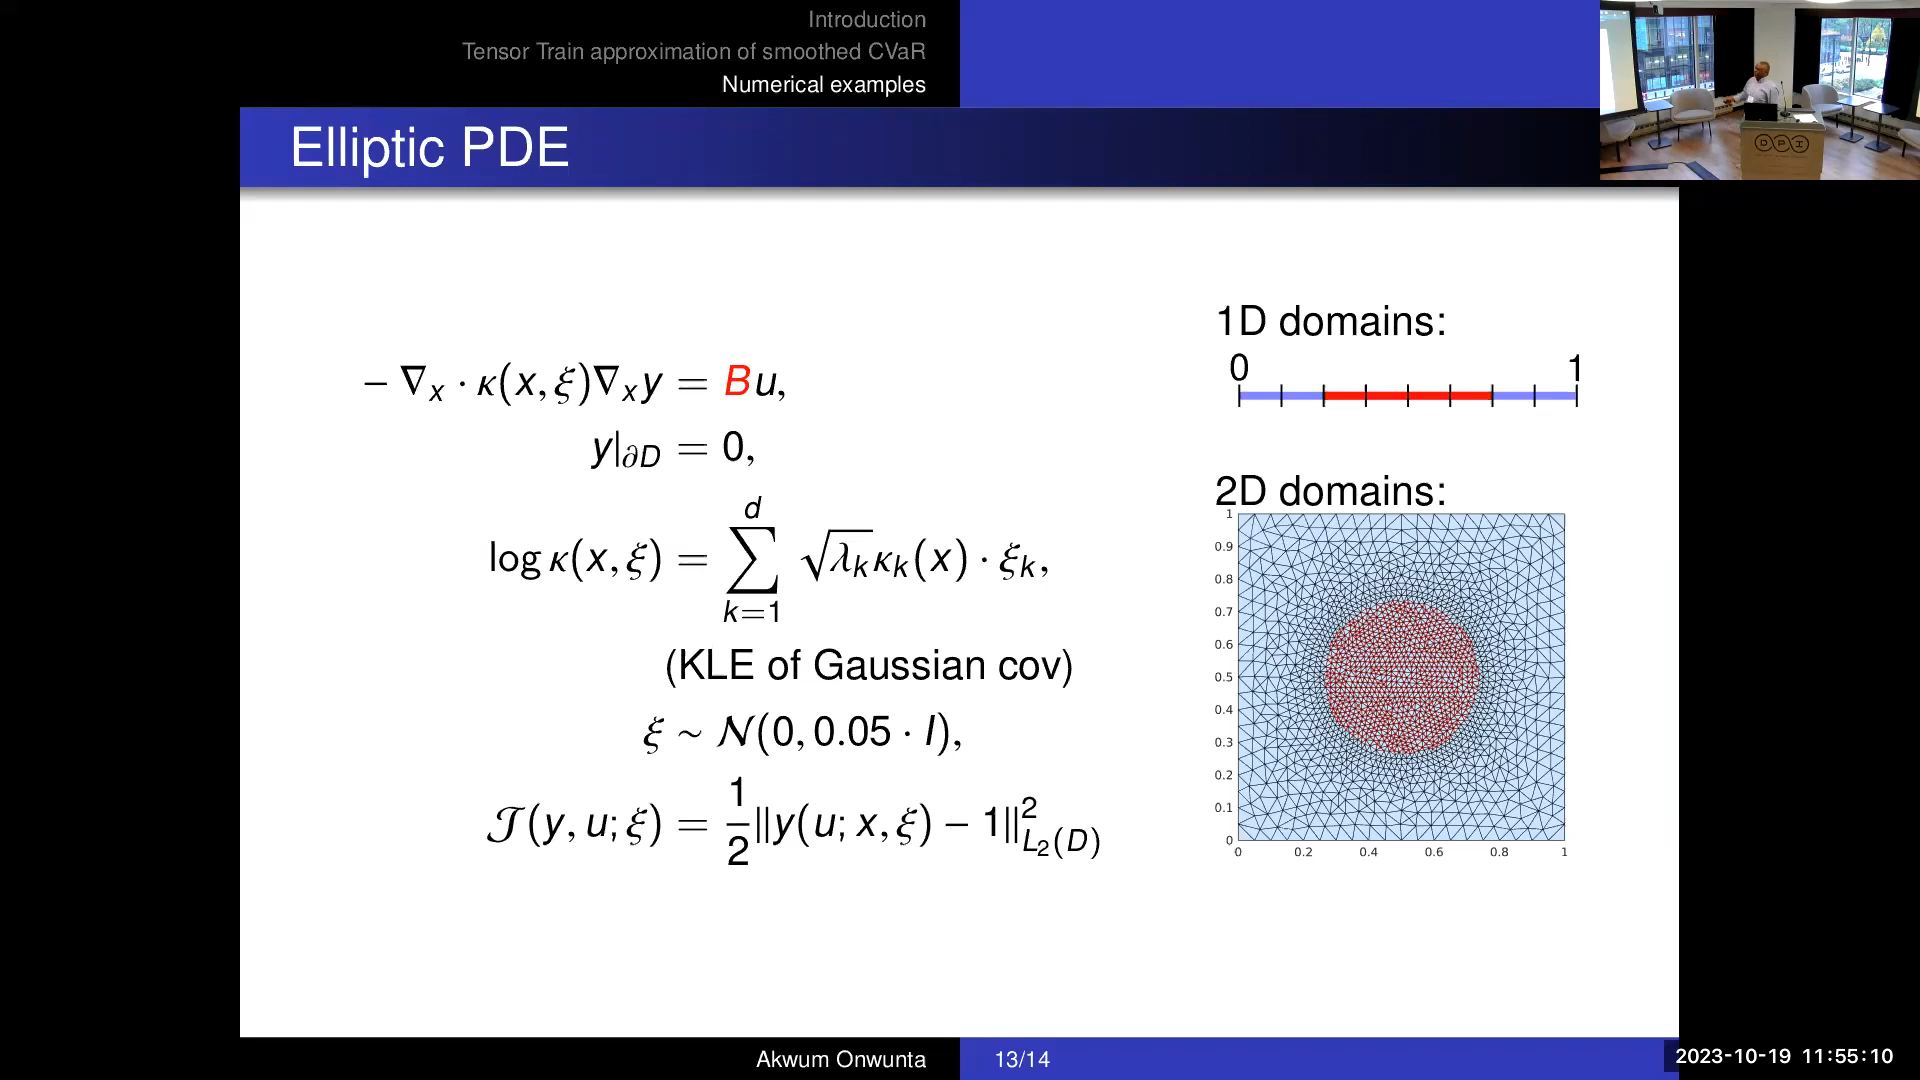 Introduction
Tensor Train approximation of smoothed CVaR
Numerical examples
Elliptic PDE
− ∇ₓ · κ(x, ξ)∇ₓy = Bu,
y|∂D = 0,
log κ(x, ξ) = ∑_{k=1}^{d} √λₖ κₖ(x) · ξₖ,
(KLE of Gaussian cov)
ξ ∼ 𝒩(0, 0.05 · I),
𝒥(y, u; ξ) = 1/2 ‖y(u; x, ξ) − 1‖²_{L₂(D)}
1D domains:
0 1
2D domains:
1
0.9
0.8
0.7
0.6
0.5
0.4
0.3
0.2
0.1
0
0 0.2 0.4 0.6 0.8 1
DPI
Akwum Onwunta 13/14
2023-10-19 11:55:10